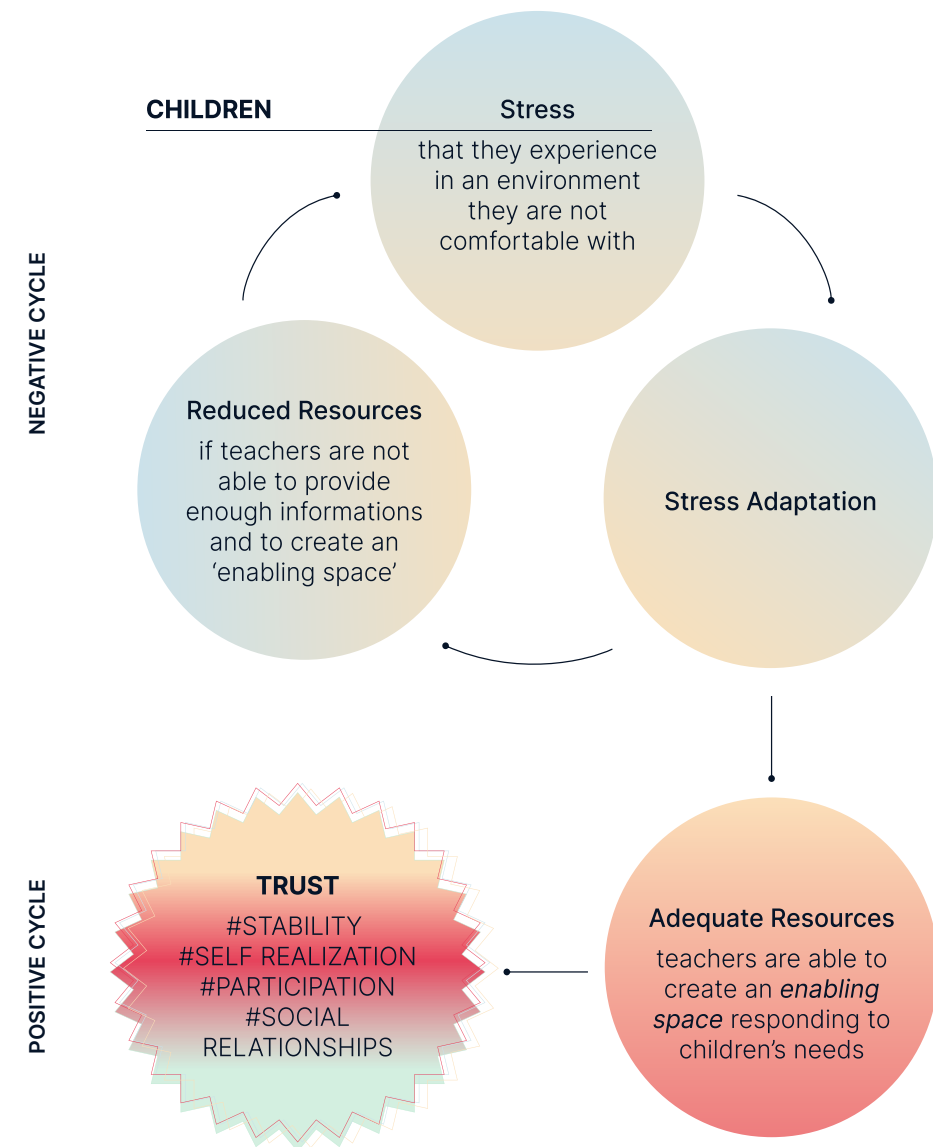 CHILDREN
Stress
that they experience
in an environment
they are not
comfortable with
NEGATIVE CYCLE
Reduced Resources
if teachers are not
able to provide
enough informations
and to create an
‘enabling space’
Stress Adaptation
POSITIVE CYCLE
TRUST
#STABILITY
#SELF REALIZATION
#PARTICIPATION
#SOCIAL
RELATIONSHIPS
Adequate Resources
teachers are able to
create an enabling
space responding to
children’s needs